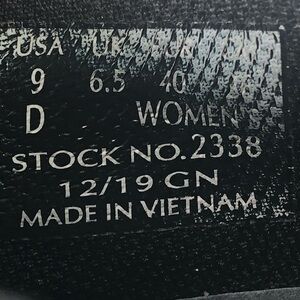 USA UK
9 6.5 40
D WOMEN'S
STOCK NO.2338
12/19 GN
MADE IN VIETNAM